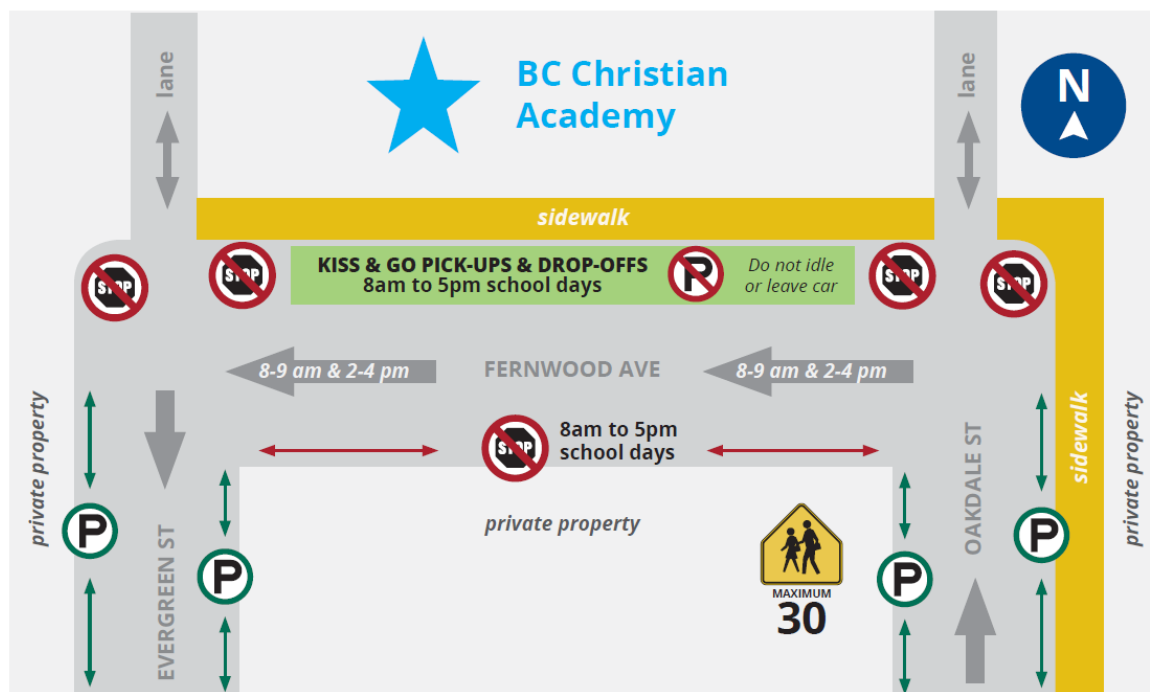 lane
BC Christian
Academy
lane
N
sidewalk
STOP
STOP
KISS & GO PICK-UPS & DROP-OFFS
8am to 5pm school days
P
Do not idle
or leave car
STOP
STOP
8-9 am & 2-4 pm
FERNWOOD AVE
8-9 am & 2-4 pm
private property
STOP
8am to 5pm
school days
sidewalk
private property
P
EVERGREEN ST
P
private property
MAXIMUM
30
P
OAKDALE ST
P